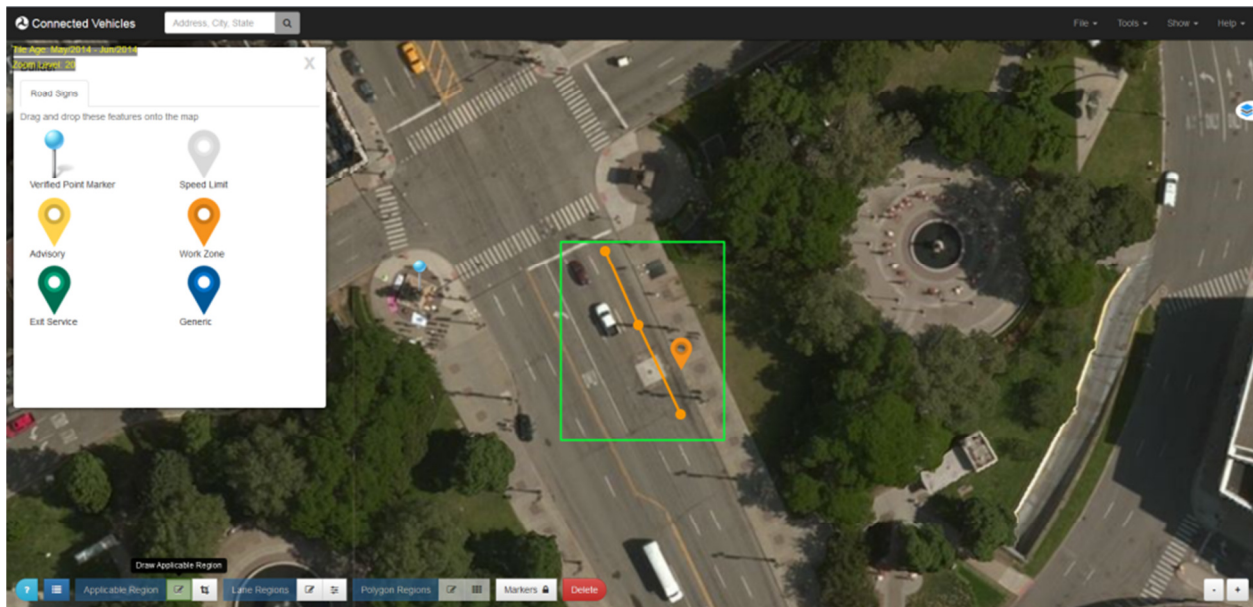 Connected Vehicles
Address, City, State
File
Tools
Show
Help
Tile Age: May/2014 - Jun/2014
Zoom Level: 20
X
Road Signs
Drag and drop these features onto the map
Verified Point Marker
Speed Limit
Advisory
Work Zone
Exit Service
Generic
Draw Applicable Region
?
Applicable Region
Lane Regions
Polygon Regions
Markers
Delete
-
+